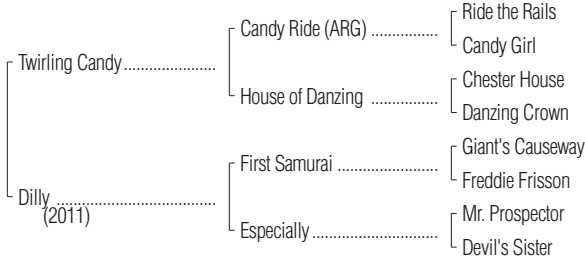 Ride the Rails
Candy Ride (ARG) ................
Candy Girl
Twirling Candy ......................
Chester House
House of Danzing ................
Danzing Crown
Giant's Causeway
First Samurai ........................
Freddie Frisson
Dilly ......................................
(2011)
Mr. Prospector
Especially ..............................
Devil's Sister